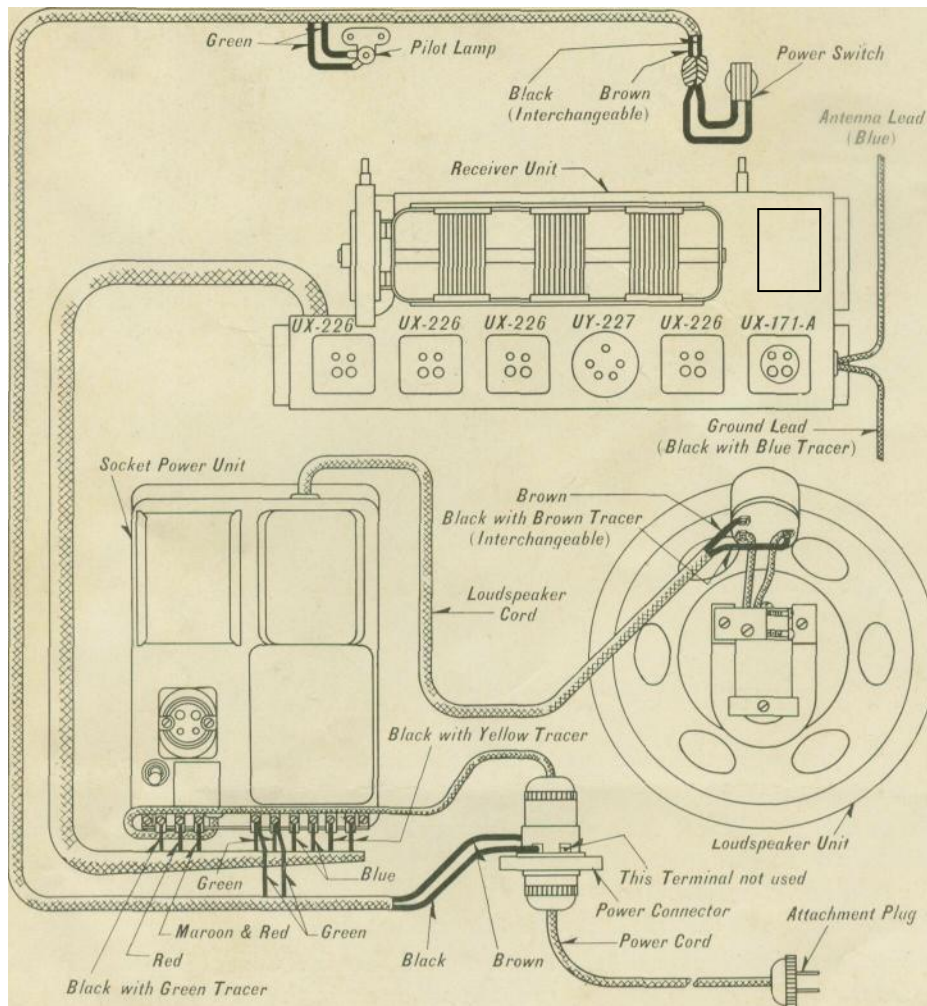 Green
Pilot Lamp
Black
Brown
(Interchangeable)
Power Switch
Antenna Lead
(Blue)
Receiver Unit
UX-226
UX-226
UX-226
UY-227
UX-226
UX-171-A
Ground Lead
(Black with Blue Tracer)
Socket Power Unit
Brown
Black with Brown Tracer
(Interchangeable)
Loudspeaker
Cord
Black with Yellow Tracer
Loudspeaker Unit
Green
Blue
This Terminal not used
Maroon & Red
Green
Power Connector
Attachment Plug
Red
Black
Brown
Power Cord
Black with Green Tracer